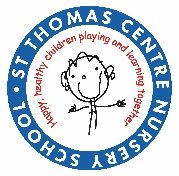 • ST THOMAS CENTRE NURSERY SCHOOL
Happy healthy children playing and learning together